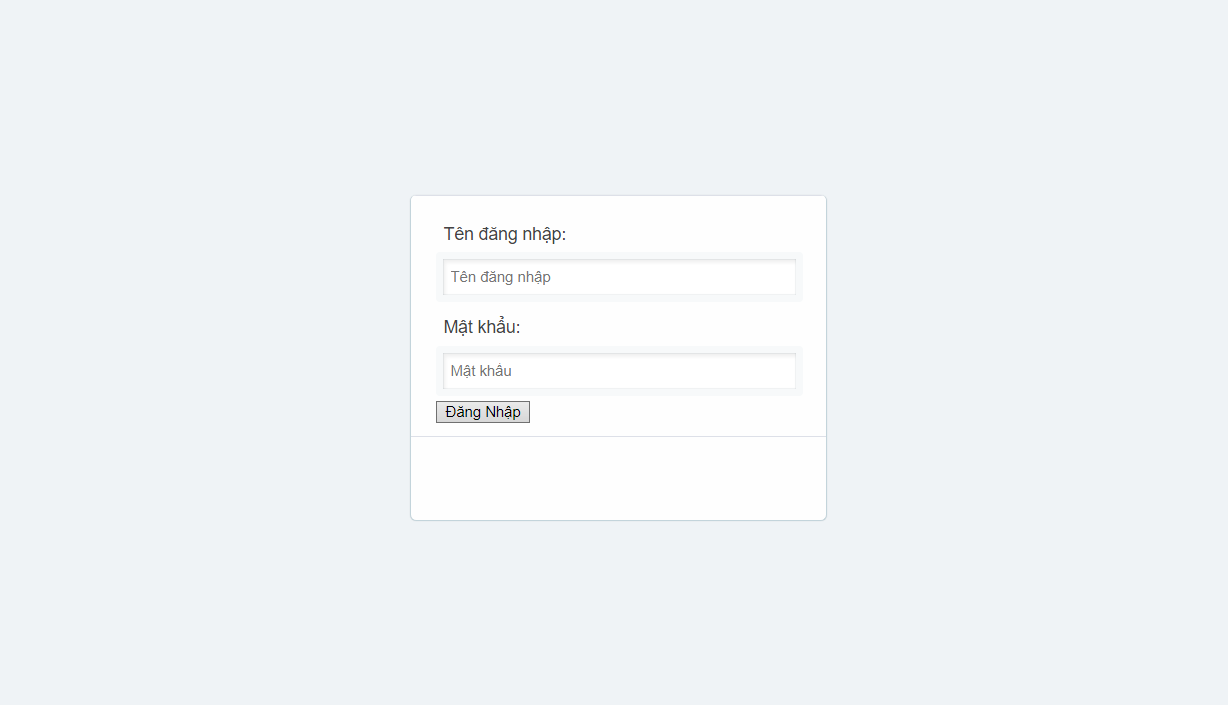 Tên đăng nhập:
Tên đăng nhập
Mật khẩu:
Mật khẩu
Đăng Nhập